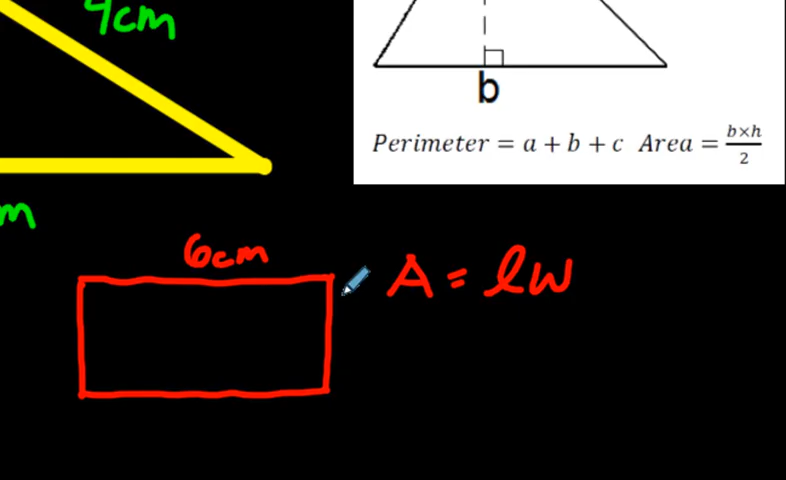 4cm
b
Perimeter = a + b + c Area = b×h/2
m
6cm
A = lw